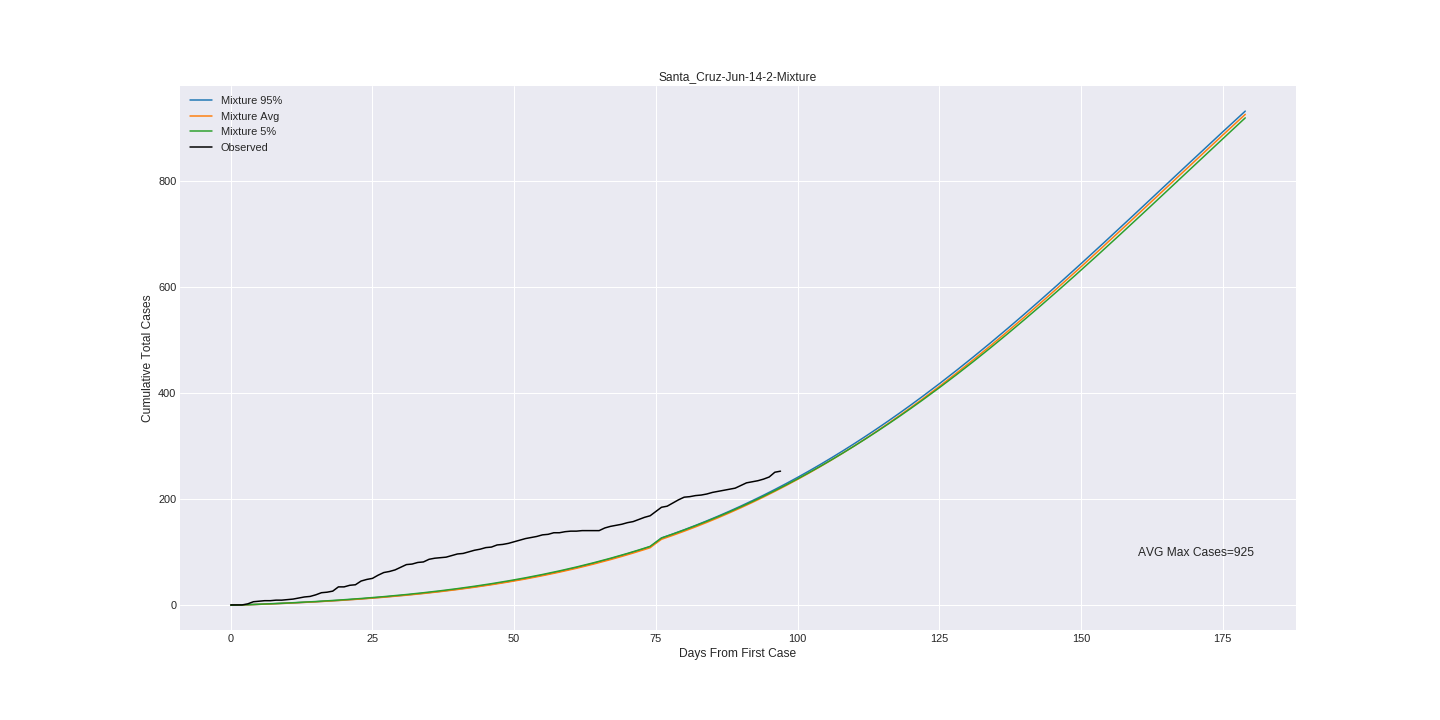 Santa_Cruz-Jun-14-2-Mixture
Mixture 95%
Mixture Avg
Mixture 5%
Observed
Cumulative Total Cases
800
600
400
200
0
AVG Max Cases=925
0 25 50 75 100 125 150 175
Days From First Case